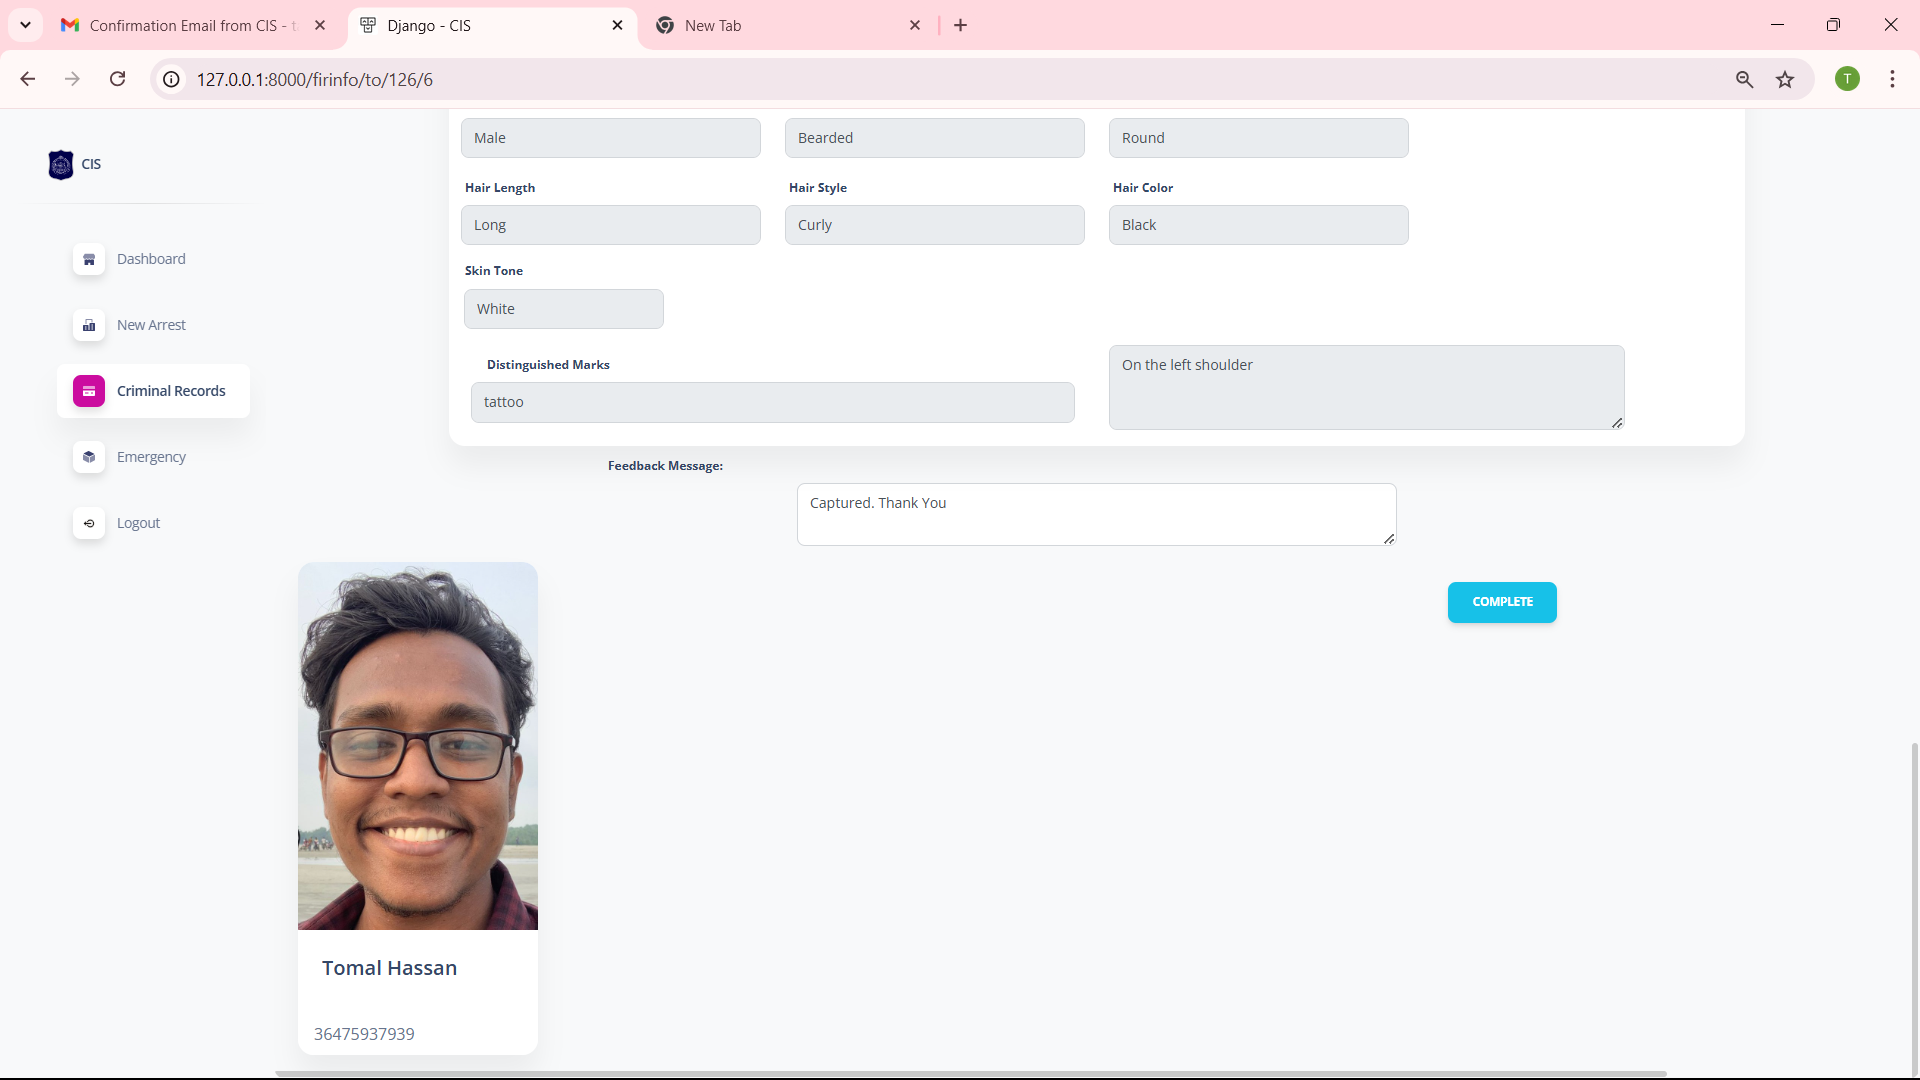 Confirmation Email from CIS - t
Django - CIS
New Tab
127.0.0.1:8000/firinfo/to/126/6
T
CIS
Dashboard
New Arrest
Criminal Records
Emergency
Logout
Male
Bearded
Round
Hair Length
Hair Style
Hair Color
Long
Curly
Black
Skin Tone
White
Distinguished Marks
tattoo
On the left shoulder
Feedback Message:
Captured. Thank You
COMPLETE
Tomal Hassan
36475937939